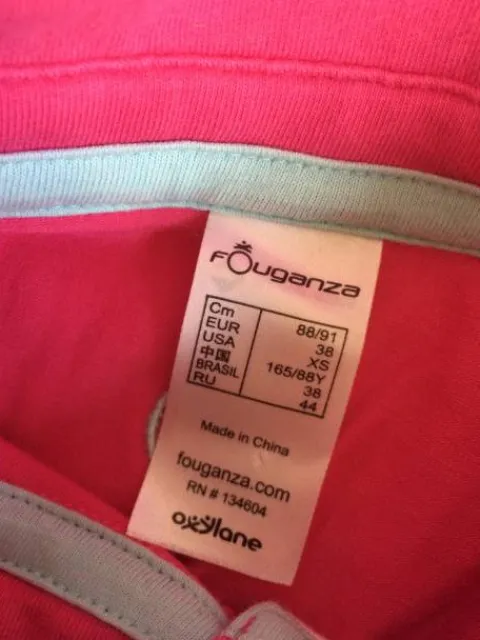 FOuganza
Cm 88/91
EUR 38
USA XS
中国 165/88Y
BRASIL 38
RU 44
Made in China
fouganza.com
RN # 134604
oxylane